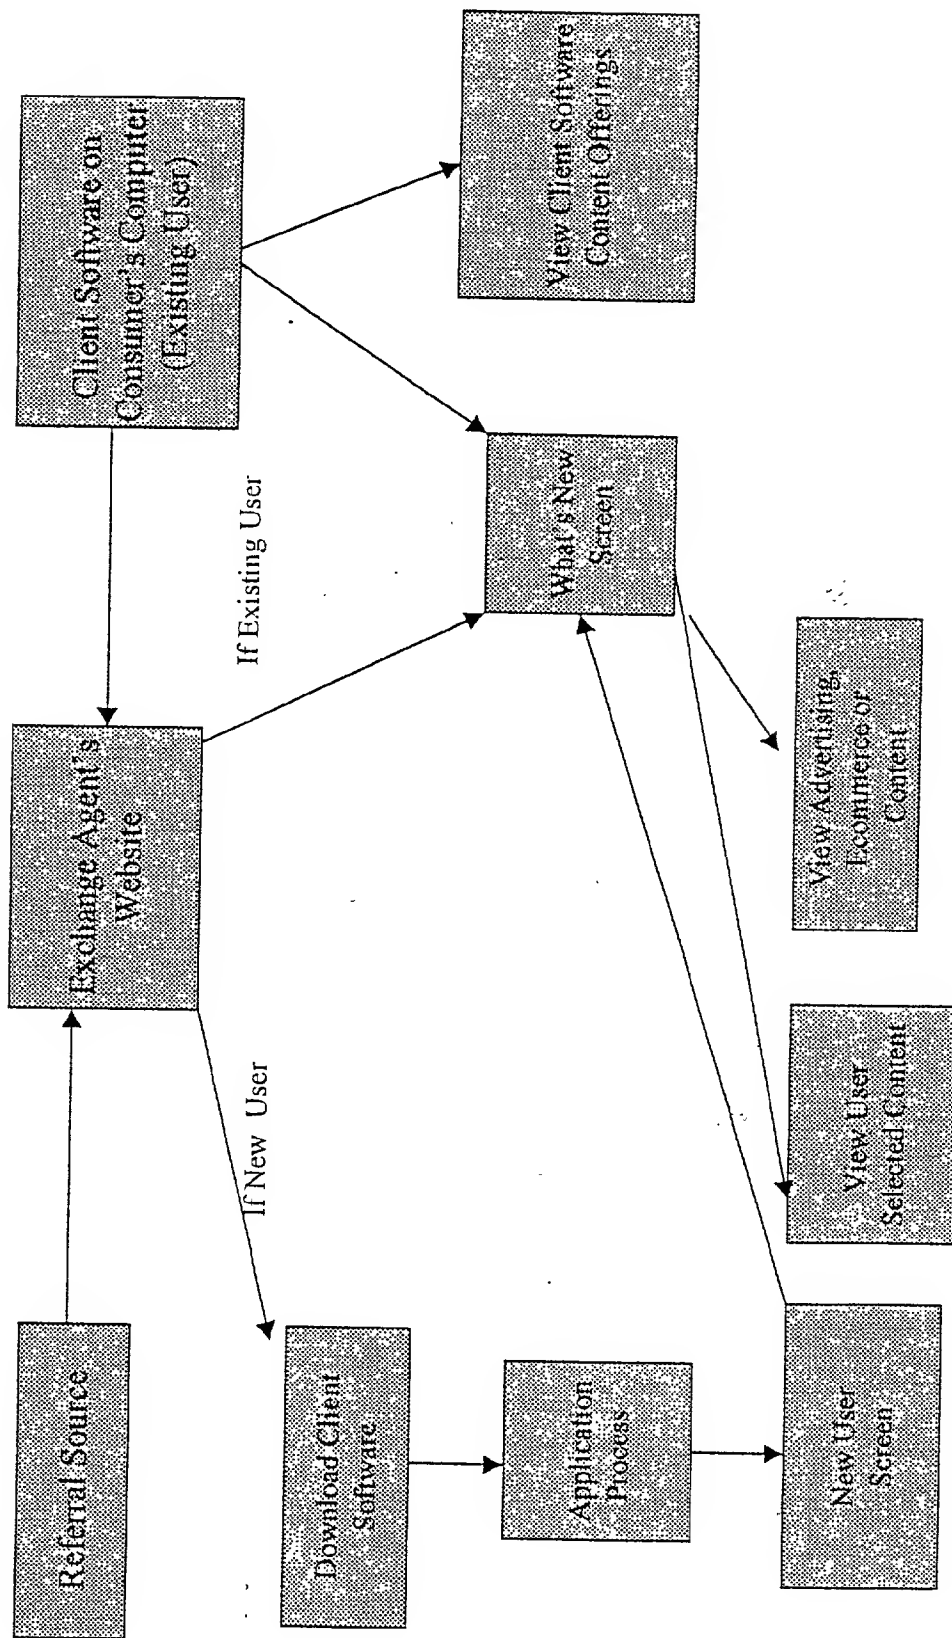 Referral Source
Exchange Agent's
Website
Client Software on
Consumer's Computer
(Existing User)
If New User
If Existing User
Download Client
Software
Application
Process
New User
Screen
What's New
Screen
View Client Software
Content Offerings
View User
Selected Content
View Advertising,
Ecommerce or
Content